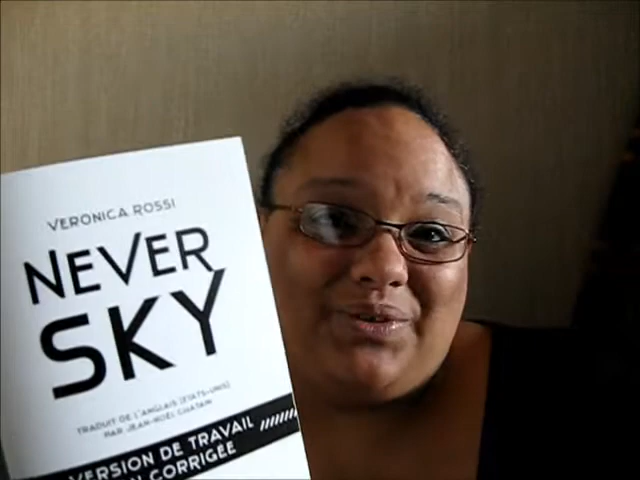 VERONICA ROSSI
NEVER
SKY
TRADUIT DE L'ANGLAIS (ÉTATS-UNIS)
PAR JEAN-NOËL CHATAIN
VERSION DE TRAVAIL
CORRIGÉE